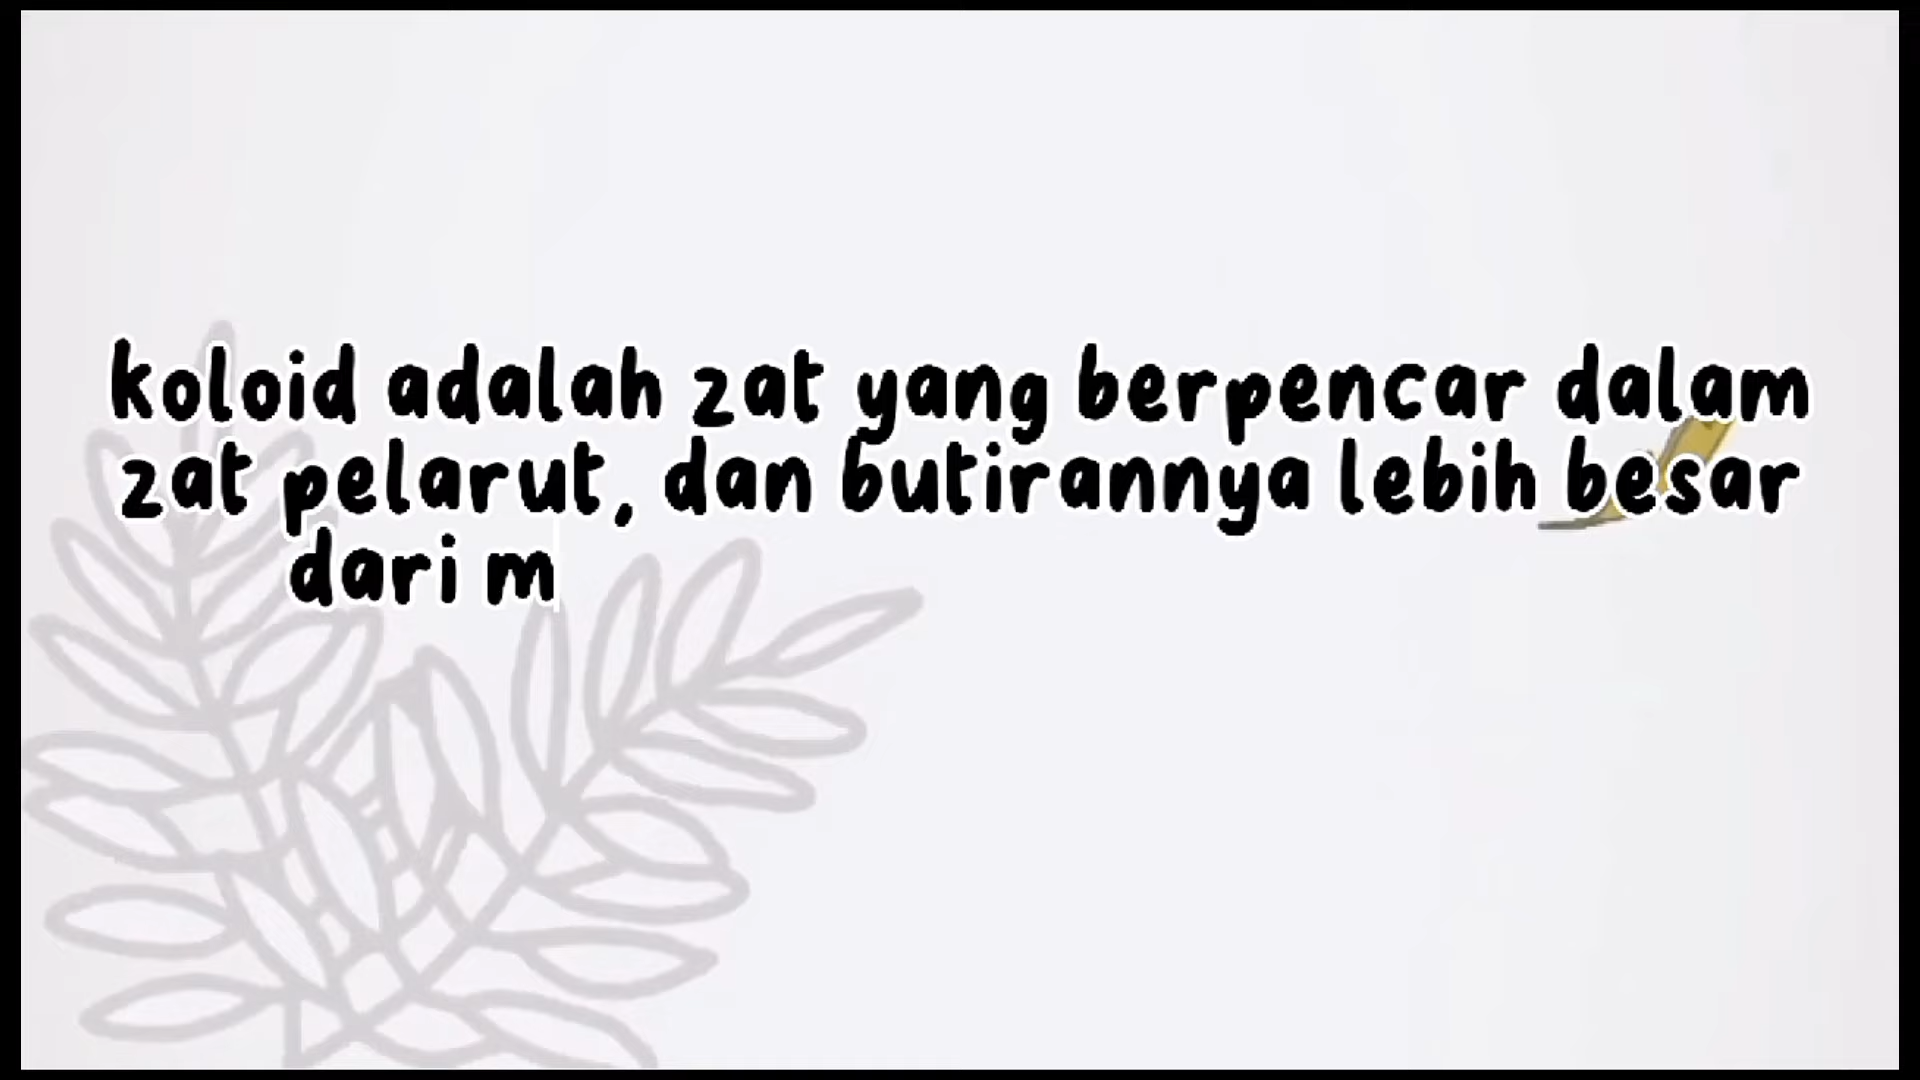 koloid adalah zat yang berpencar dalam
zat pelarut, dan butirannya lebih besar
dari m